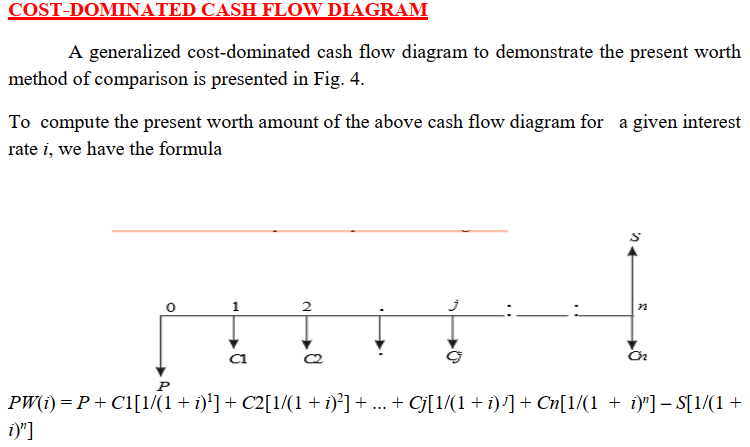 COST-DOMINATED CASH FLOW DIAGRAM
A generalized cost-dominated cash flow diagram to demonstrate the present worth
method of comparison is presented in Fig. 4.
To compute the present worth amount of the above cash flow diagram for a given interest
rate i, we have the formula
S
0 1 2 . j : : n
C1 C2 . Cj Cn
P
PW(i) = P + C1[1/(1 + i)¹] + C2[1/(1 + i)²] + ... + Cj[1/(1 + i)ʲ] + Cn[1/(1 + i)ⁿ] – S[1/(1 +
i)ⁿ]